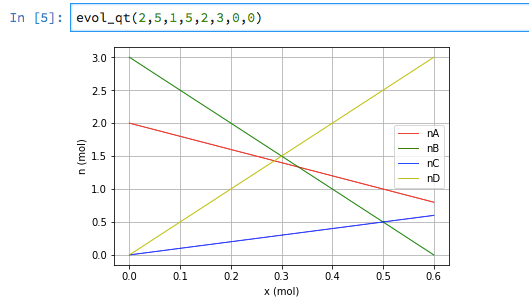 In [5]: evol_qt(2,5,1,5,2,3,0,0)
3.0
2.5
2.0
1.5
1.0
0.5
0.0
n (mol)
nA
nB
nC
nD
0.0 0.1 0.2 0.3 0.4 0.5 0.6
x (mol)